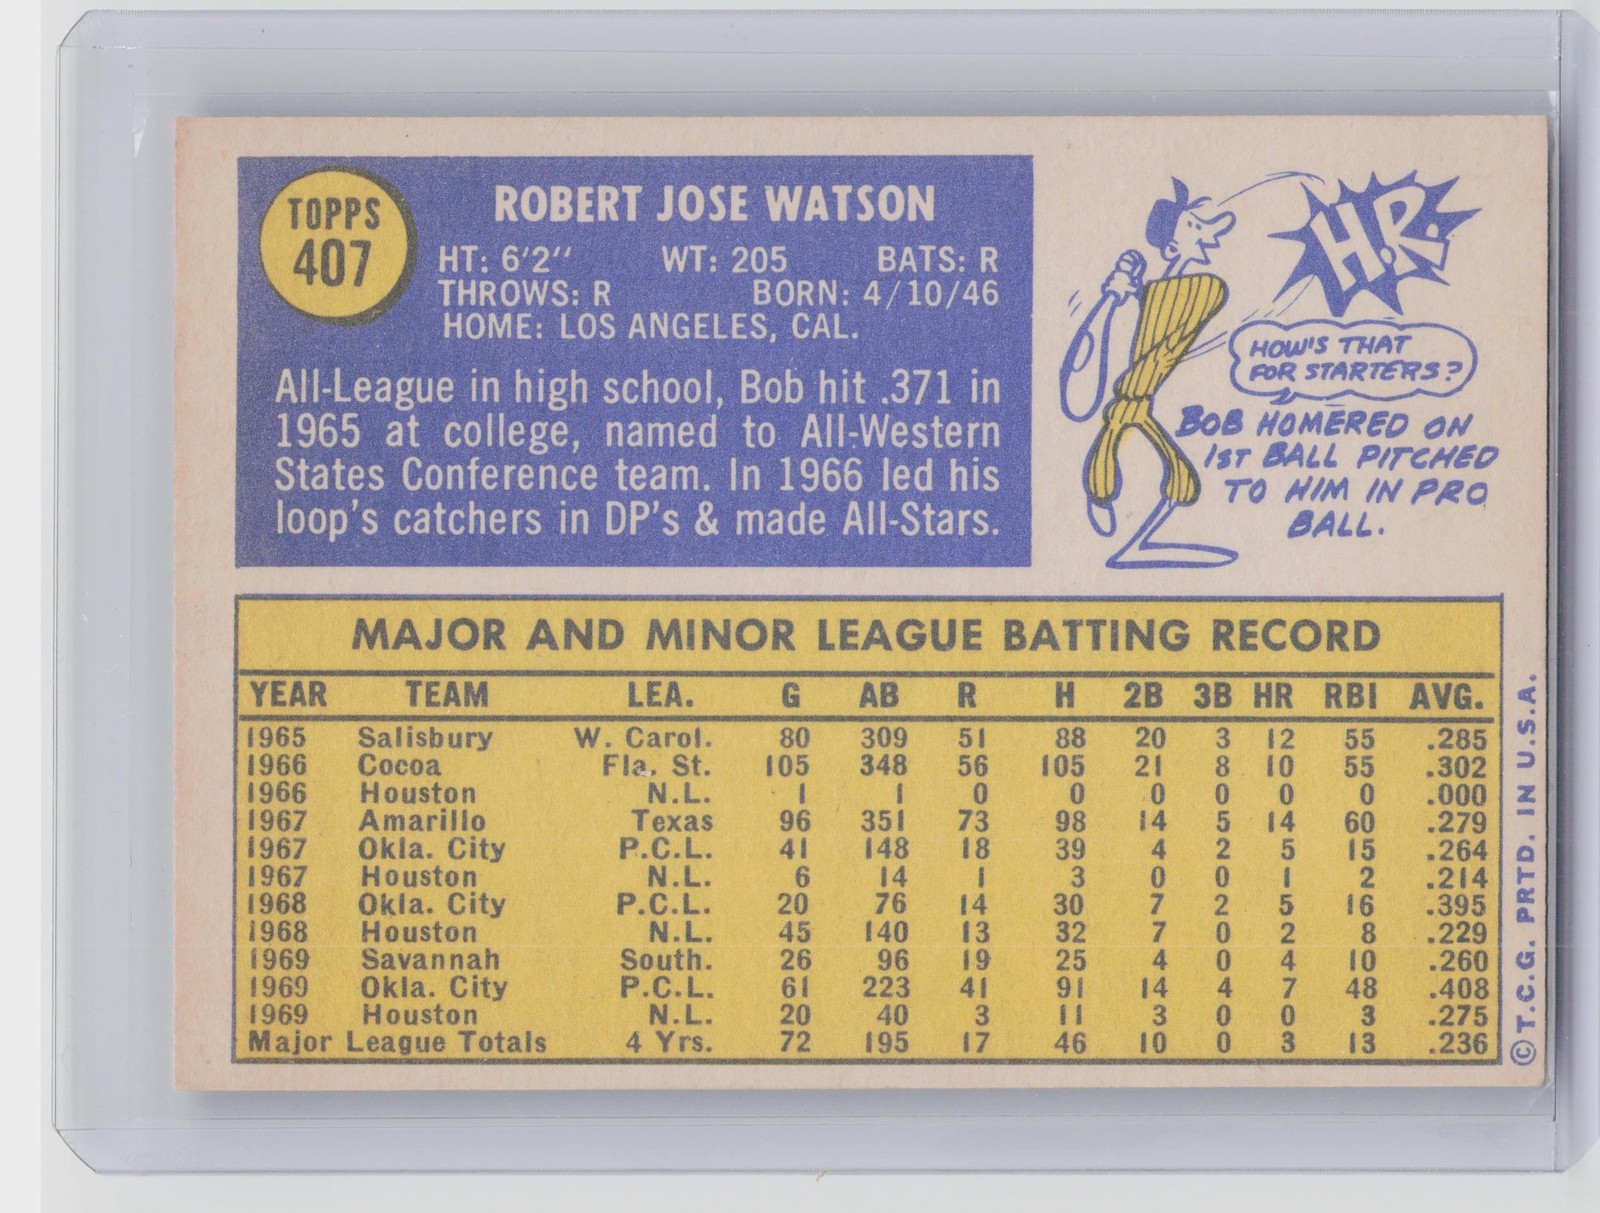 TOPPS
407
ROBERT JOSE WATSON
HT: 6'2" WT: 205 BATS: R
THROWS: R BORN: 4/10/46
HOME: LOS ANGELES, CAL.
All-League in high school, Bob hit .371 in
1965 at college, named to All-Western
States Conference team. In 1966 led his
loop's catchers in DP's & made All-Stars.
H.R.
HOW'S THAT
FOR STARTERS?
BOB HOMERED ON
1ST BALL PITCHED
TO HIM IN PRO
BALL.
MAJOR AND MINOR LEAGUE BATTING RECORD
YEAR TEAM LEA. G AB R H 2B 3B HR RBI AVG.
1965 Salisbury W. Carol. 80 309 51 88 20 3 12 55 .285
1966 Cocoa Fla. St. 105 348 56 105 21 8 10 55 .302
1966 Houston N.L. 1 1 0 0 0 0 0 0 .000
1967 Amarillo Texas 96 351 73 98 14 5 14 60 .279
1967 Okla. City P.C.L. 41 148 18 39 4 2 5 15 .264
1967 Houston N.L. 6 14 1 3 0 0 1 2 .214
1968 Okla. City P.C.L. 20 76 14 30 7 2 5 16 .395
1968 Houston N.L. 45 140 13 32 7 0 2 8 .229
1969 Savannah South. 26 96 19 25 4 0 4 10 .260
1969 Okla. City P.C.L. 61 223 41 91 14 4 7 48 .408
1969 Houston N.L. 20 40 3 11 3 0 0 3 .275
Major League Totals 4 Yrs. 72 195 17 46 10 0 3 13 .236
© T.C.G. PRTD. IN U.S.A.